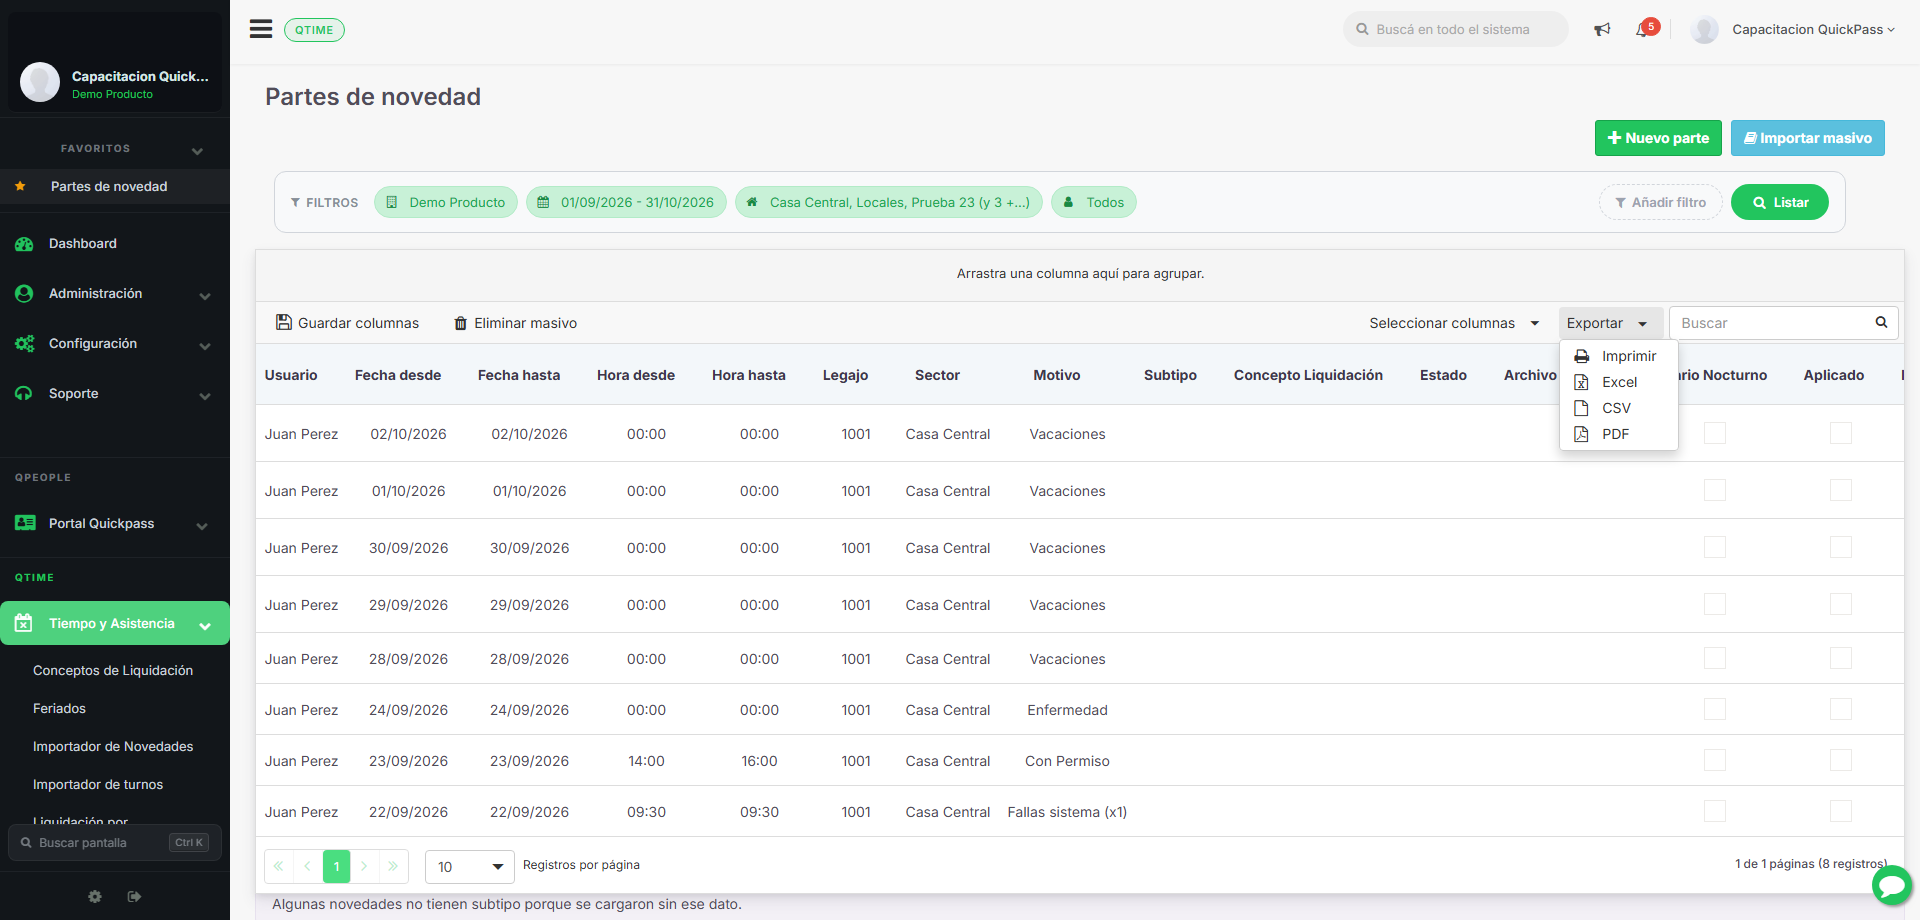 Capacitacion Quick...
Demo Producto
FAVORITOS
Partes de novedad
Dashboard
Administración
Configuración
Soporte
QPEOPLE
Portal Quickpass
QTIME
Tiempo y Asistencia
Conceptos de Liquidación
Feriados
Importador de Novedades
Importador de turnos
Liquidación por
Buscar pantalla Ctrl K
QTIME
Buscá en todo el sistema
5
Capacitacion QuickPass
Partes de novedad
Nuevo parte
Importar masivo
FILTROS
Demo Producto
01/09/2026 - 31/10/2026
Casa Central, Locales, Prueba 23 (y 3 +...)
Todos
Añadir filtro
Listar
Arrastra una columna aquí para agrupar.
Guardar columnas
Eliminar masivo
Seleccionar columnas
Exportar
Buscar
Imprimir
Excel
CSV
PDF
Usuario Fecha desde Fecha hasta Hora desde Hora hasta Legajo Sector Motivo Subtipo Concepto Liquidación Estado Archivo rio Nocturno Aplicado
Juan Perez 02/10/2026 02/10/2026 00:00 00:00 1001 Casa Central Vacaciones
Juan Perez 01/10/2026 01/10/2026 00:00 00:00 1001 Casa Central Vacaciones
Juan Perez 30/09/2026 30/09/2026 00:00 00:00 1001 Casa Central Vacaciones
Juan Perez 29/09/2026 29/09/2026 00:00 00:00 1001 Casa Central Vacaciones
Juan Perez 28/09/2026 28/09/2026 00:00 00:00 1001 Casa Central Vacaciones
Juan Perez 24/09/2026 24/09/2026 00:00 00:00 1001 Casa Central Enfermedad
Juan Perez 23/09/2026 23/09/2026 14:00 16:00 1001 Casa Central Con Permiso
Juan Perez 22/09/2026 22/09/2026 09:30 09:30 1001 Casa Central Fallas sistema (x1)
« ‹ 1 › »
10
Registros por página
1 de 1 páginas (8 registros)
Algunas novedades no tienen subtipo porque se cargaron sin ese dato.